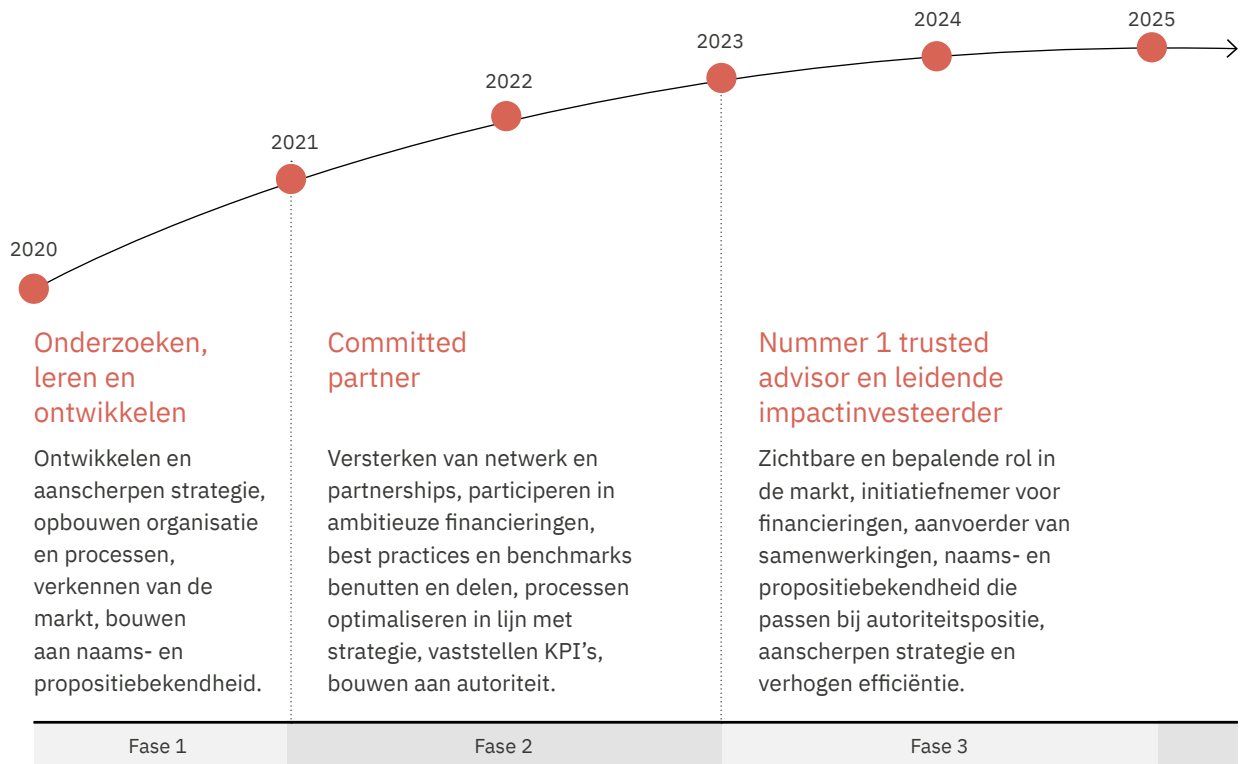 2020
2021
2022
2023
2024
2025
Onderzoeken,
leren en
ontwikkelen
Ontwikkelen en
aanscherpen strategie,
opbouwen organisatie
en processen,
verkennen van de
markt, bouwen
aan naams- en
propositiebekendheid.
Committed
partner
Versterken van netwerk en
partnerships, participeren in
ambitieuze financieringen,
best practices en benchmarks
benutten en delen, processen
optimaliseren in lijn met
strategie, vaststellen KPI’s,
bouwen aan autoriteit.
Nummer 1 trusted
advisor en leidende
impactinvesteerder
Zichtbare en bepalende rol in
de markt, initiatiefnemer voor
financieringen, aanvoerder van
samenwerkingen, naams- en
propositiebekendheid die
passen bij autoriteitspositie,
aanscherpen strategie en
verhogen efficiëntie.
Fase 1
Fase 2
Fase 3